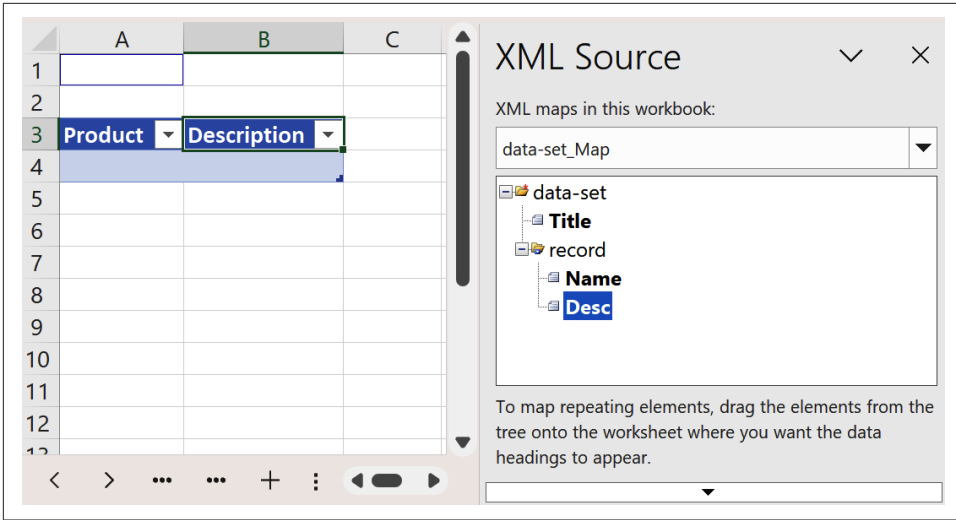 A B C
1
2
3 Product Description
4
5
6
7
8
9
10
11
12
XML Source
XML maps in this workbook:
data-set_Map
data-set
Title
record
Name
Desc
To map repeating elements, drag the elements from the
tree onto the worksheet where you want the data
headings to appear.